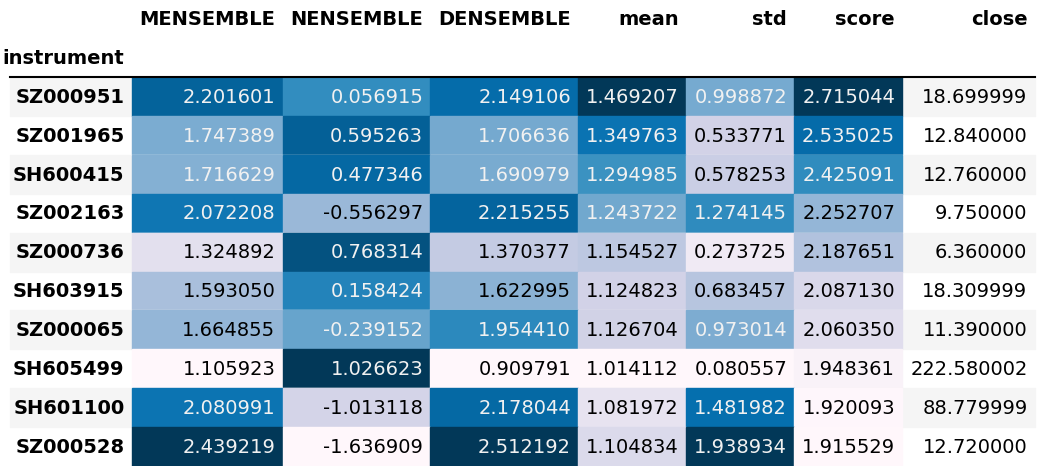 MENSEMBLE NENSEMBLE DENSEMBLE mean std score close
instrument
SZ000951 2.201601 0.056915 2.149106 1.469207 0.998872 2.715044 18.699999
SZ001965 1.747389 0.595263 1.706636 1.349763 0.533771 2.535025 12.840000
SH600415 1.716629 0.477346 1.690979 1.294985 0.578253 2.425091 12.760000
SZ002163 2.072208 -0.556297 2.215255 1.243722 1.274145 2.252707 9.750000
SZ000736 1.324892 0.768314 1.370377 1.154527 0.273725 2.187651 6.360000
SH603915 1.593050 0.158424 1.622995 1.124823 0.683457 2.087130 18.309999
SZ000065 1.664855 -0.239152 1.954410 1.126704 0.973014 2.060350 11.390000
SH605499 1.105923 1.026623 0.909791 1.014112 0.080557 1.948361 222.580002
SH601100 2.080991 -1.013118 2.178044 1.081972 1.481982 1.920093 88.779999
SZ000528 2.439219 -1.636909 2.512192 1.104834 1.938934 1.915529 12.720000